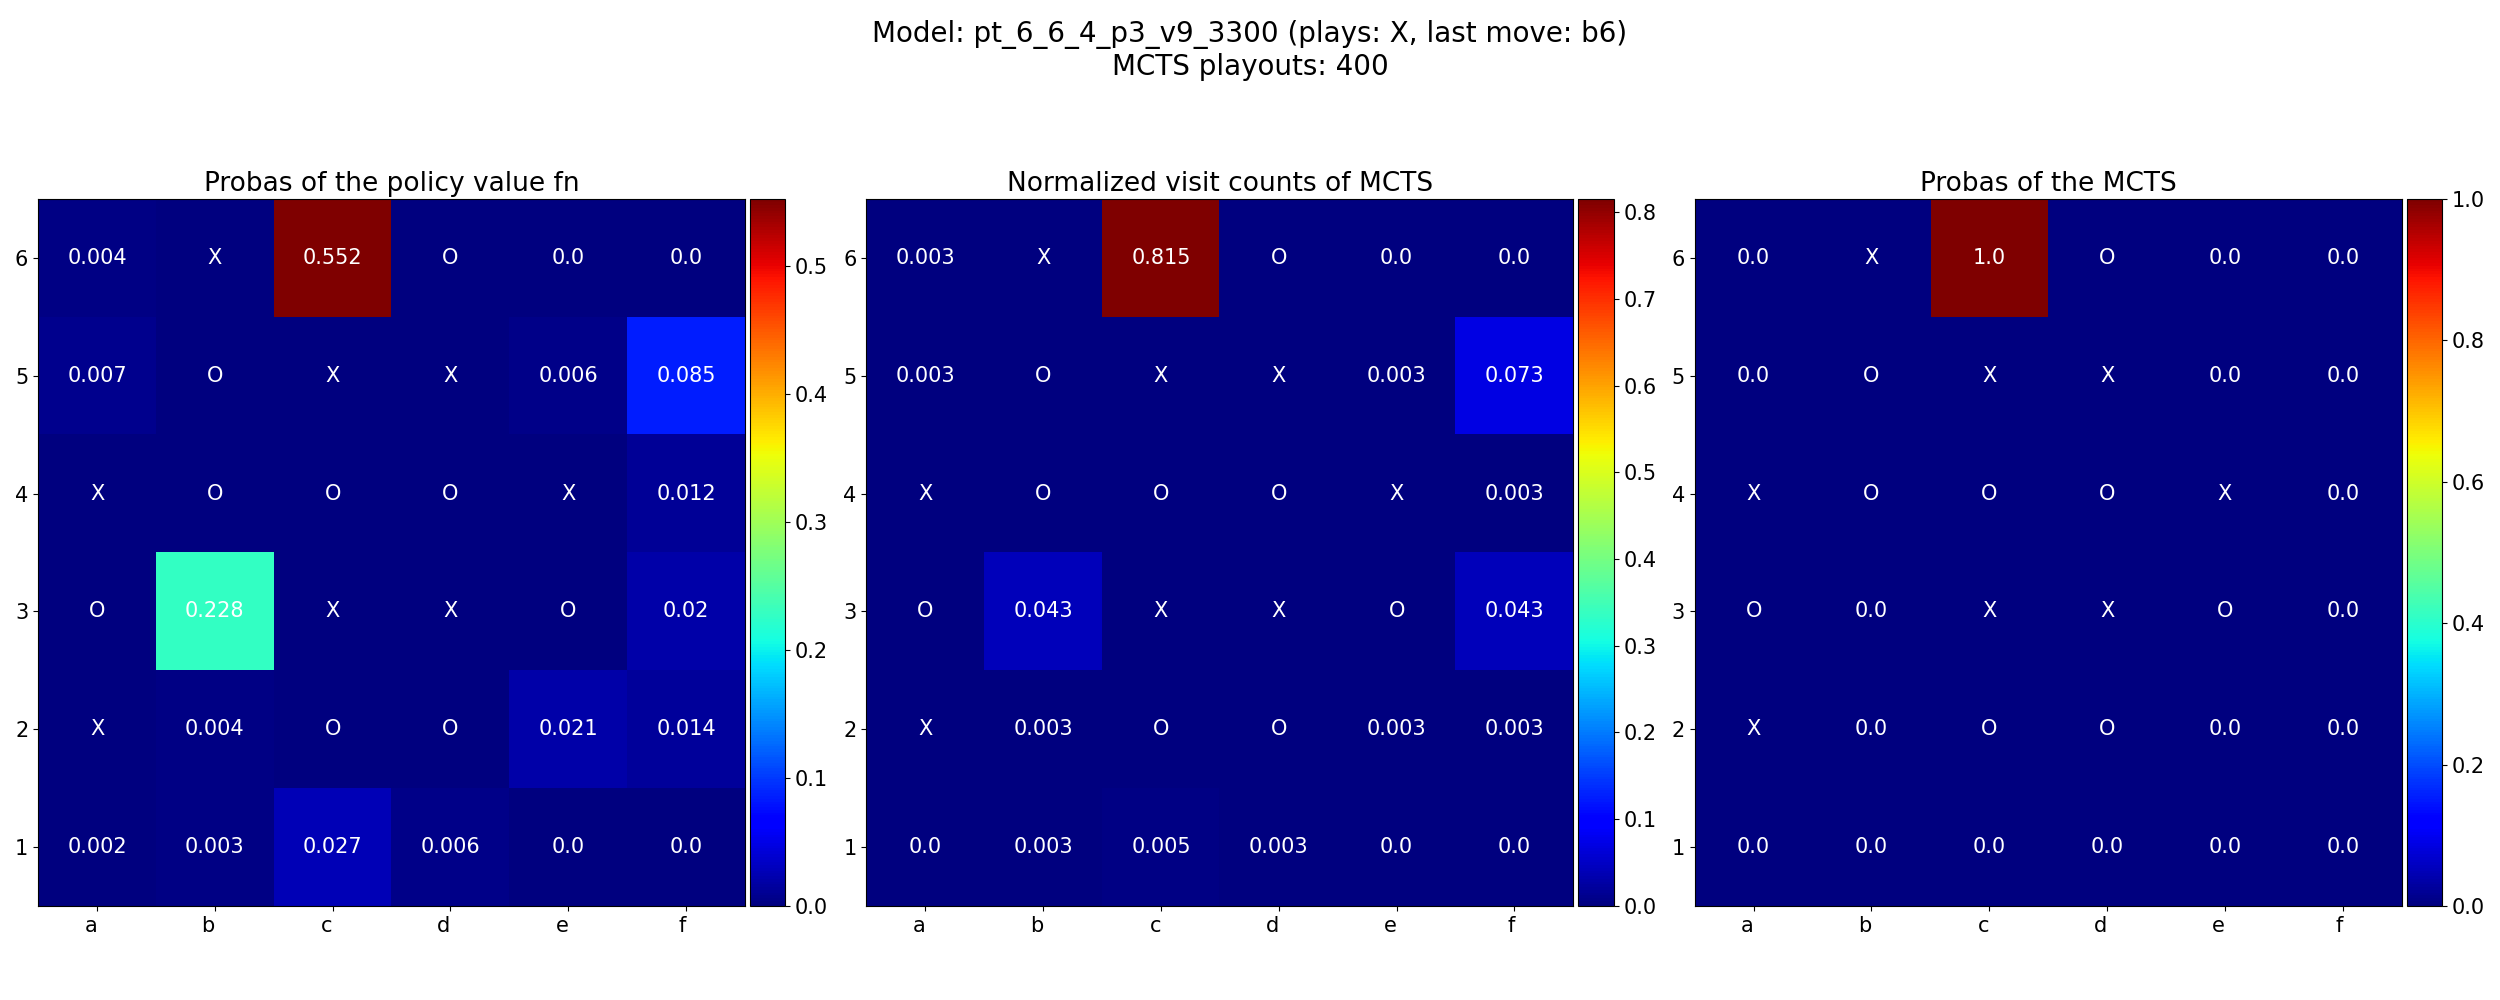 Model: pt_6_6_4_p3_v9_3300 (plays: X, last move: b6)
MCTS playouts: 400
Probas of the policy value fn
6 0.004 X 0.552 O 0.0 0.0
5 0.007 O X X 0.006 0.085
4 X O O O X 0.012
3 O 0.228 X X O 0.02
2 X 0.004 O O 0.021 0.014
1 0.002 0.003 0.027 0.006 0.0 0.0
a b c d e f
0.5
0.4
0.3
0.2
0.1
0.0
Normalized visit counts of MCTS
6 0.003 X 0.815 O 0.0 0.0
5 0.003 O X X 0.003 0.073
4 X O O O X 0.003
3 O 0.043 X X O 0.043
2 X 0.003 O O 0.003 0.003
1 0.0 0.003 0.005 0.003 0.0 0.0
a b c d e f
0.8
0.7
0.6
0.5
0.4
0.3
0.2
0.1
0.0
Probas of the MCTS
6 0.0 X 1.0 O 0.0 0.0
5 0.0 O X X 0.0 0.0
4 X O O O X 0.0
3 O 0.0 X X O 0.0
2 X 0.0 O O 0.0 0.0
1 0.0 0.0 0.0 0.0 0.0 0.0
a b c d e f
1.0
0.8
0.6
0.4
0.2
0.0